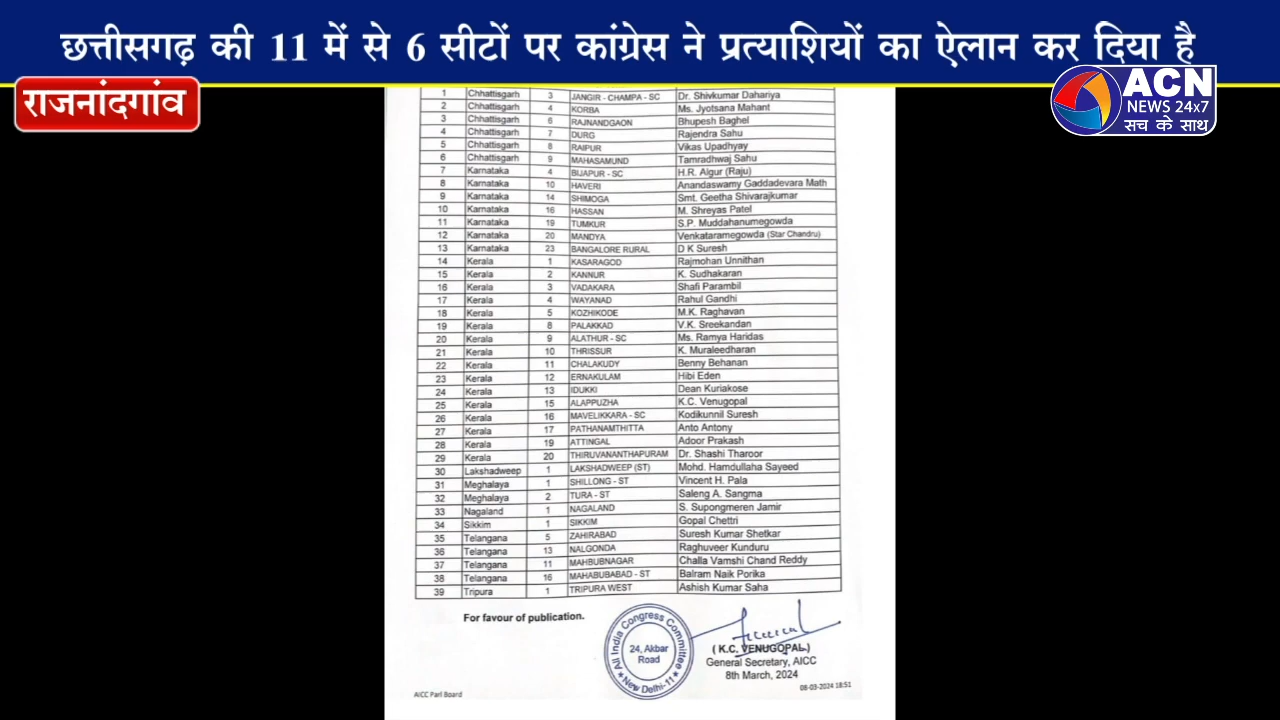 छत्तीसगढ़ की 11 में से 6 सीटों पर कांग्रेस ने प्रत्याशियों का ऐलान कर दिया है
राजनांदगांव
ACN
NEWS 24x7
सच के साथ
1 Chhattisgarh 3 JANGIR - CHAMPA - SC Dr. Shivkumar Dahariya
2 Chhattisgarh 4 KORBA Ms. Jyotsana Mahant
3 Chhattisgarh 6 RAJNANDGAON Bhupesh Baghel
4 Chhattisgarh 7 DURG Rajendra Sahu
5 Chhattisgarh 8 RAIPUR Vikas Upadhyay
6 Chhattisgarh 9 MAHASAMUND Tamradhwaj Sahu
7 Karnataka 4 BIJAPUR - SC H.R. Algur (Raju)
8 Karnataka 10 HAVERI Anandaswamy Gaddadevara Math
9 Karnataka 14 SHIMOGA Smt. Geetha Shivarajkumar
10 Karnataka 16 HASSAN M. Shreyas Patel
11 Karnataka 19 TUMKUR S.P. Muddahanumegowda
12 Karnataka 20 MANDYA Venkataramegowda (Star Chandru)
13 Karnataka 23 BANGALORE RURAL D K Suresh
14 Kerala 1 KASARAGOD Rajmohan Unnithan
15 Kerala 2 KANNUR K. Sudhakaran
16 Kerala 3 VADAKARA Shafi Parambil
17 Kerala 4 WAYANAD Rahul Gandhi
18 Kerala 5 KOZHIKODE M.K. Raghavan
19 Kerala 8 PALAKKAD V.K. Sreekandan
20 Kerala 9 ALATHUR - SC Ms. Ramya Haridas
21 Kerala 10 THRISSUR K. Muraleedharan
22 Kerala 11 CHALAKUDY Benny Behanan
23 Kerala 12 ERNAKULAM Hibi Eden
24 Kerala 13 IDUKKI Dean Kuriakose
25 Kerala 15 ALAPPUZHA K.C. Venugopal
26 Kerala 16 MAVELIKKARA - SC Kodikunnil Suresh
27 Kerala 17 PATHANAMTHITTA Anto Antony
28 Kerala 19 ATTINGAL Adoor Prakash
29 Kerala 20 THIRUVANANTHAPURAM Dr. Shashi Tharoor
30 Lakshadweep 1 LAKSHADWEEP (ST) Mohd. Hamdullaha Sayeed
31 Meghalaya 1 SHILLONG - ST Vincent H. Pala
32 Meghalaya 2 TURA - ST Saleng A. Sangma
33 Nagaland 1 NAGALAND S. Supongmeren Jamir
34 Sikkim 1 SIKKIM Gopal Chettri
35 Telangana 5 ZAHIRABAD Suresh Kumar Shetkar
36 Telangana 13 NALGONDA Raghuveer Kunduru
37 Telangana 11 MAHBUBNAGAR Challa Vamshi Chand Reddy
38 Telangana 16 MAHABUBABAD - ST Balram Naik Porika
39 Tripura 1 TRIPURA WEST Ashish Kumar Saha
For favour of publication.
All India Congress Committee
24, Akbar
Road
New Delhi-11
( K.C. VENUGOPAL )
General Secretary, AICC
8th March, 2024
AICC Parl Board
08-03-2024 18:51